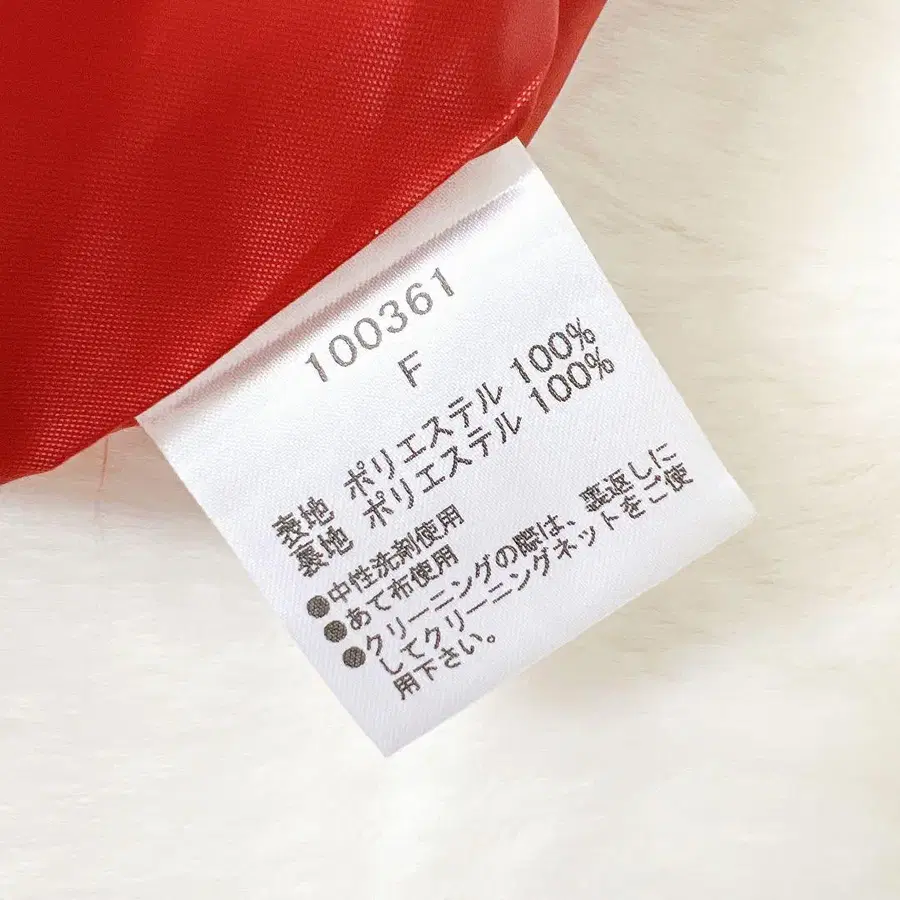 100361
F
表地 ポリエステル 100%
裏地 ポリエステル 100%
●中性洗剤使用
●あて布使用
●クリーニングの際は、裏返しに
してクリーニングネットをご使
用下さい。